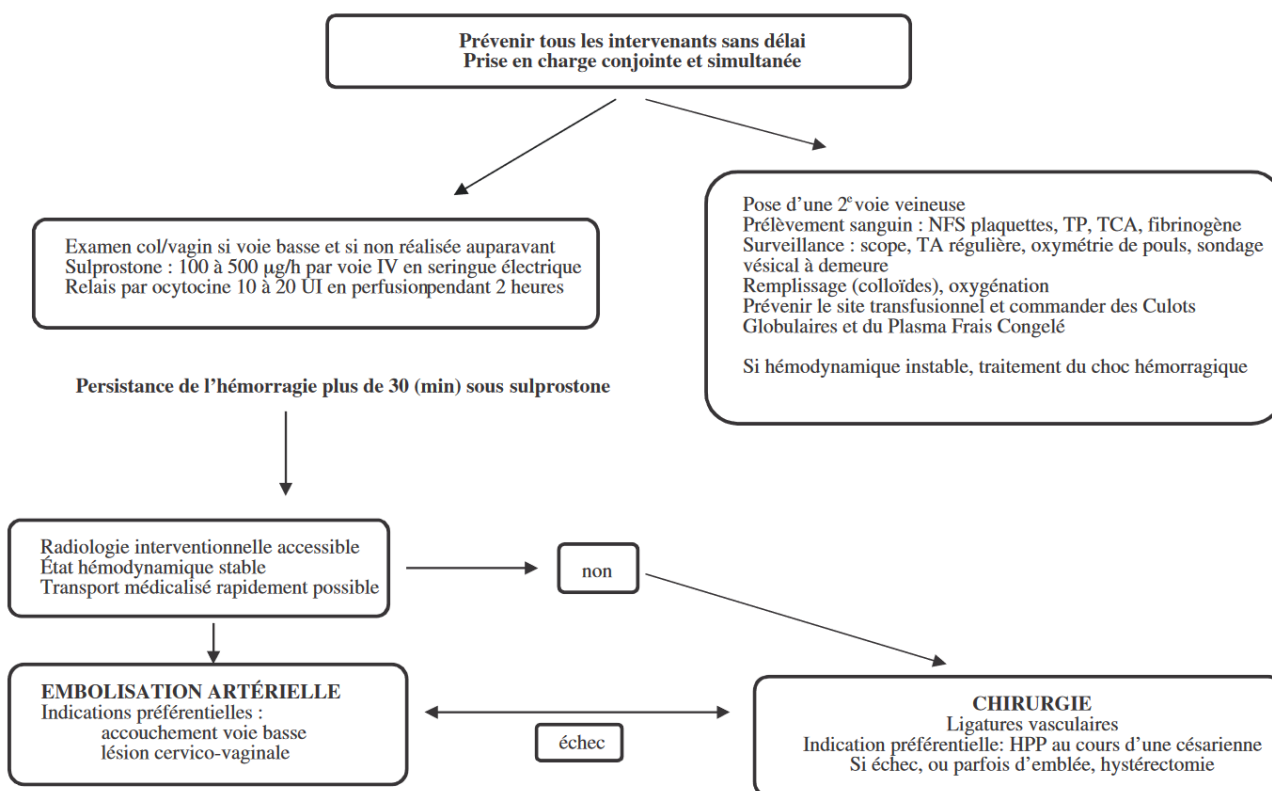 Prévenir tous les intervenants sans délai
Prise en charge conjointe et simultanée
Examen col/vagin si voie basse et si non réalisée auparavant
Sulprostone : 100 à 500 µg/h par voie IV en seringue électrique
Relais par ocytocine 10 à 20 UI en perfusionpendant 2 heures
Pose d’une 2e voie veineuse
Prélèvement sanguin : NFS plaquettes, TP, TCA, fibrinogène
Surveillance : scope, TA régulière, oxymétrie de pouls, sondage
vésical à demeure
Remplissage (colloïdes), oxygénation
Prévenir le site transfusionnel et commander des Culots
Globulaires et du Plasma Frais Congelé
Si hémodynamique instable, traitement du choc hémorragique
Persistance de l’hémorragie plus de 30 (min) sous sulprostone
Radiologie interventionnelle accessible
État hémodynamique stable
Transport médicalisé rapidement possible
non
EMBOLISATION ARTÉRIELLE
Indications préférentielles :
accouchement voie basse
lésion cervico-vaginale
échec
CHIRURGIE
Ligatures vasculaires
Indication préférentielle: HPP au cours d’une césarienne
Si échec, ou parfois d’emblée, hystérectomie